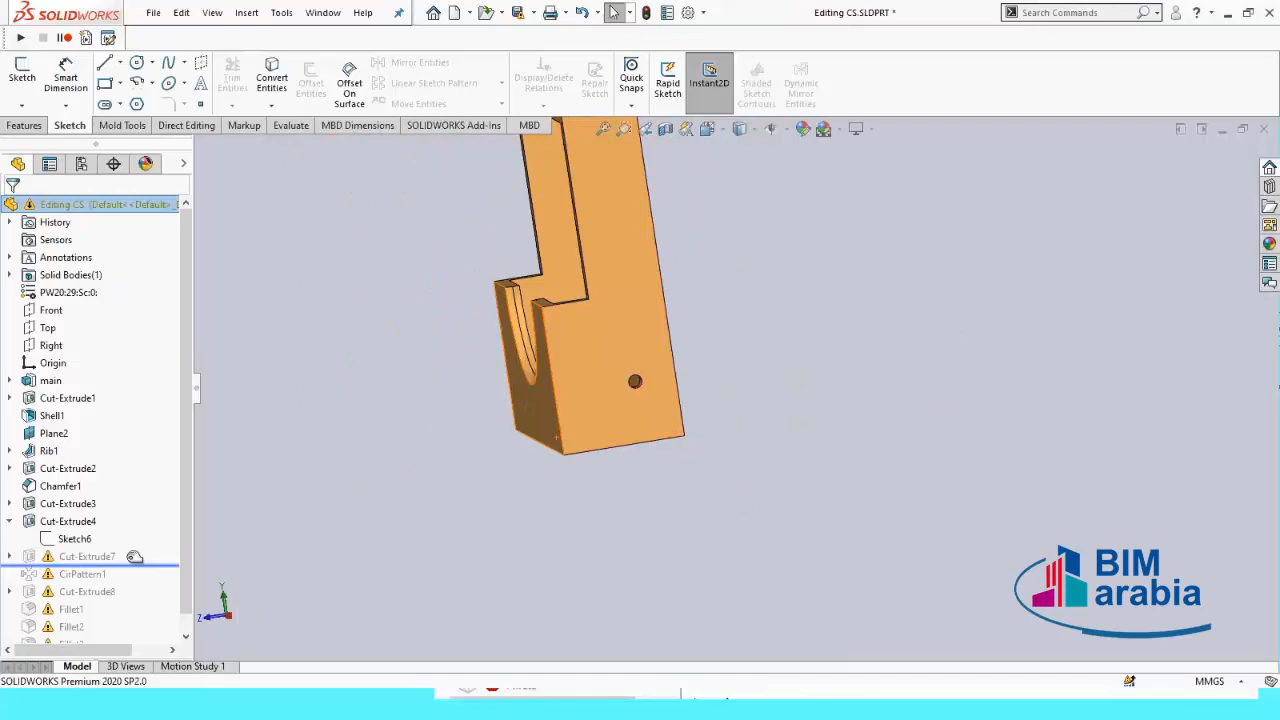 SOLIDWORKS File Edit View Insert Tools Window Help Editing CS.SLDPRT * Search Commands
Sketch Smart Dimension Trim Entities Convert Entities Offset Entities Offset On Surface Mirror Entities Linear Sketch Pattern Move Entities Display/Delete Relations Repair Sketch Quick Snaps Rapid Sketch Instant2D Shaded Sketch Contours Dynamic Mirror Entities
Features Sketch Mold Tools Direct Editing Markup Evaluate MBD Dimensions SOLIDWORKS Add-Ins MBD
Editing CS (Default<<Default>_D
History
Sensors
Annotations
Solid Bodies(1)
PW20:29:Sc:0:
Front
Top
Right
Origin
main
Cut-Extrude1
Shell1
Plane2
Rib1
Cut-Extrude2
Chamfer1
Cut-Extrude3
Cut-Extrude4
Sketch6
Cut-Extrude7
CirPattern1
Cut-Extrude8
Fillet1
Fillet2
Y
Z
BIM
arabia
Model 3D Views Motion Study 1
SOLIDWORKS Premium 2020 SP2.0 MMGS